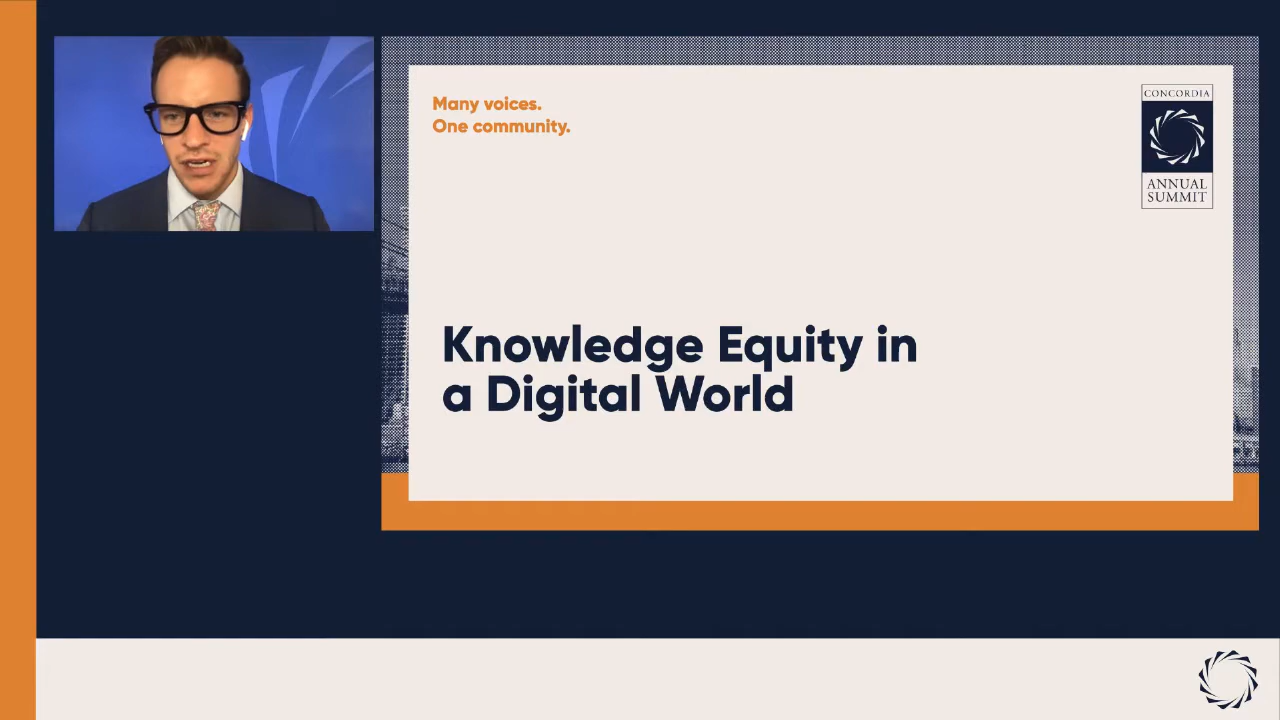 Many voices.
One community.
CONCORDIA
ANNUAL
SUMMIT
Knowledge Equity in
a Digital World